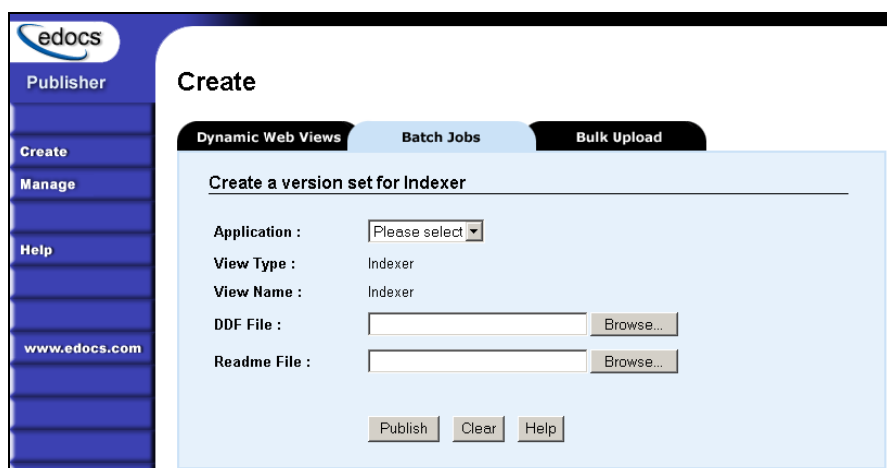 edocs
Publisher
Create
Manage
Help
www.edocs.com
Create
Dynamic Web Views Batch Jobs Bulk Upload
Create a version set for Indexer
Application : Please select
View Type : Indexer
View Name : Indexer
DDF File : Browse...
Readme File : Browse...
Publish Clear Help